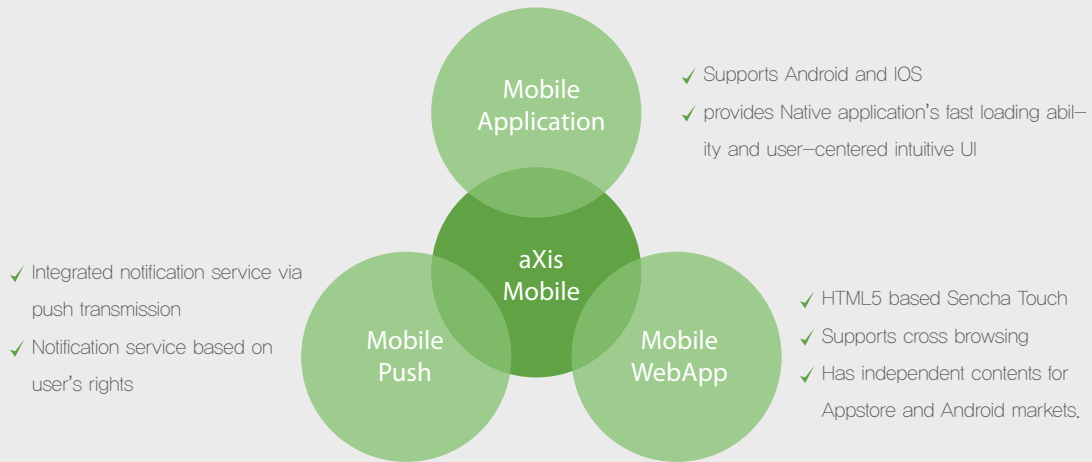 Mobile
Application
✓ Supports Android and IOS
✓ provides Native application's fast loading abil-
ity and user-centered intuitive UI
aXis
Mobile
✓ Integrated notification service via
push transmission
✓ Notification service based on
user's rights
Mobile
Push
Mobile
WebApp
✓ HTML5 based Sencha Touch
✓ Supports cross browsing
✓ Has independent contents for
Appstore and Android markets.